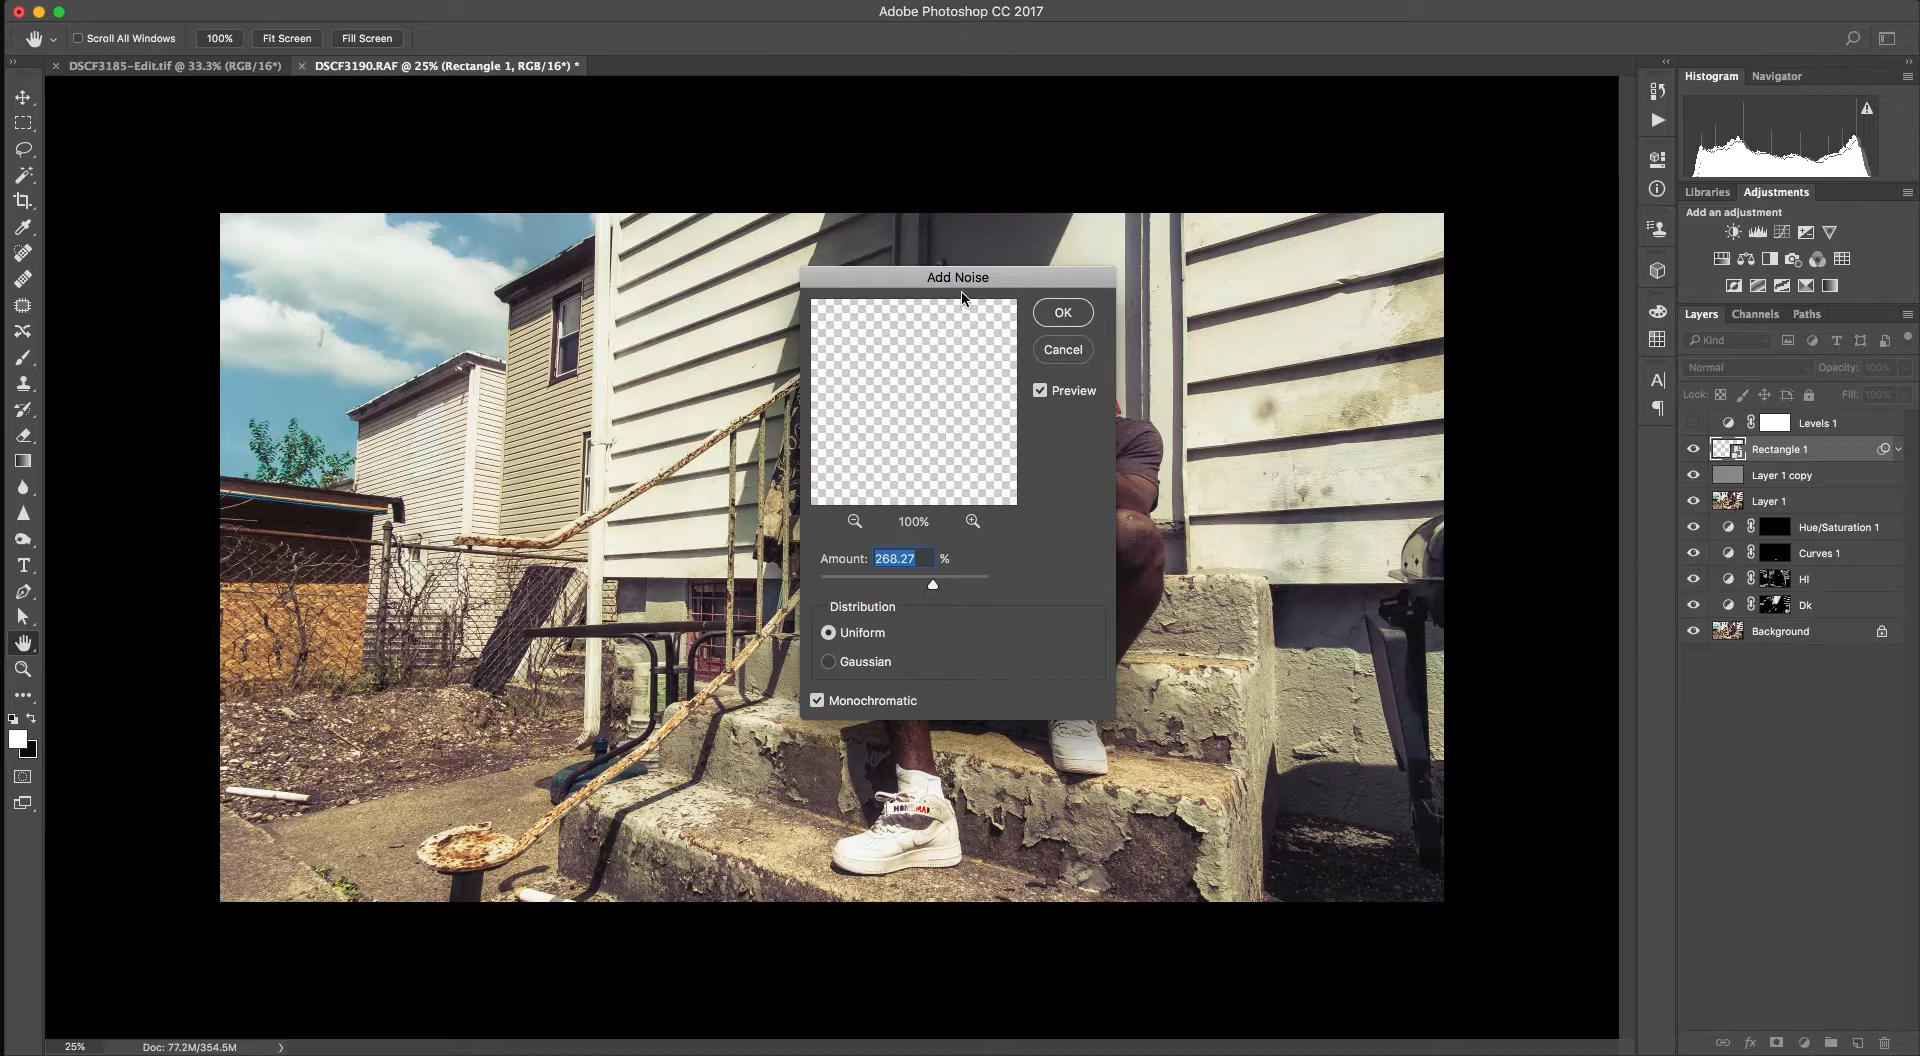 Adobe Photoshop CC 2017
Scroll All Windows 100% Fit Screen Fill Screen
DSCF3185-Edit.tif @ 33.3% (RGB/16*) DSCF3190.RAF @ 25% (Rectangle 1, RGB/16*) *
Histogram Navigator
Libraries Adjustments
Add an adjustment
Layers Channels Paths
Kind
Normal Opacity: 100%
Lock: Fill: 100%
Levels 1
Rectangle 1
Layer 1 copy
Layer 1
Hue/Saturation 1
Curves 1
HI
Dk
Background
Add Noise
OK
Cancel
Preview
100%
Amount: 268.27 %
Distribution
Uniform
Gaussian
Monochromatic
HOMEMA
25% Doc: 77.2M/354.5M